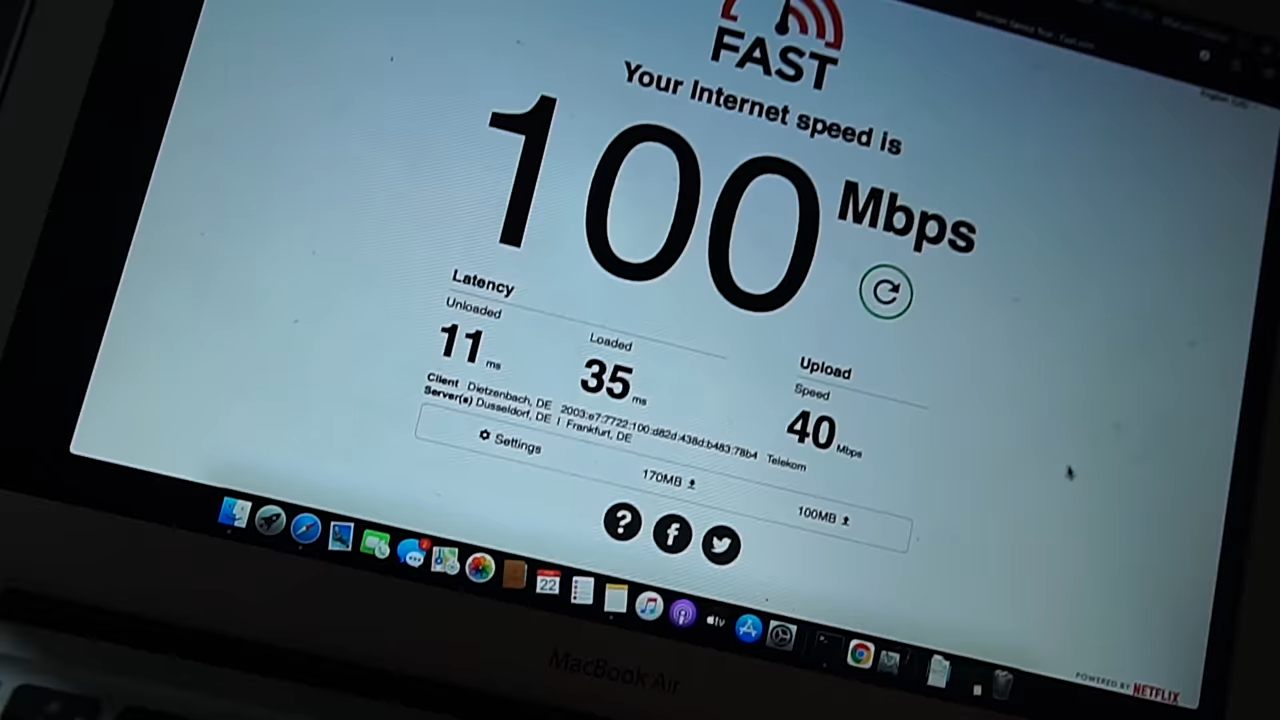 FAST
Your Internet speed is
100 Mbps
Latency
Unloaded Loaded
11 ms 35 ms
Upload
Speed
40 Mbps
Client Dietzenbach, DE 2003:e7:7722:100:d82d:438d:b483:78b4 Telekom
Server(s) Dusseldorf, DE | Frankfurt, DE
Settings 170MB 100MB
22
tv
POWERED BY NETFLIX
MacBook Air